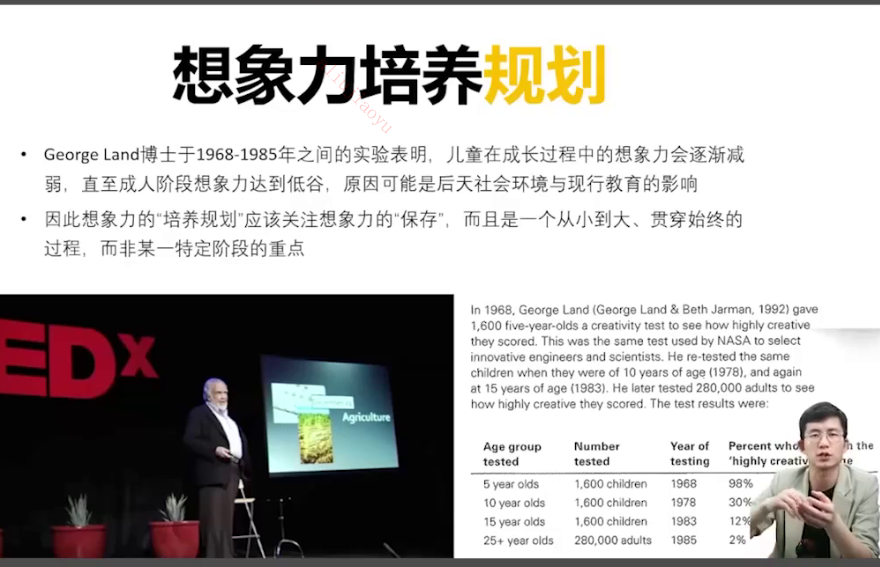 想象力培养规划
• George Land博士于1968-1985年之间的实验表明，儿童在成长过程中的想象力会逐渐减
弱，直至成人阶段想象力达到低谷，原因可能是后天社会环境与现行教育的影响
• 因此想象力的“培养规划”应该关注想象力的“保存”，而且是一个从小到大、贯穿始终的
过程，而非某一特定阶段的重点
EDx
Agriculture
In 1968, George Land (George Land & Beth Jarman, 1992) gave
1,600 five-year-olds a creativity test to see how highly creative
they scored. This was the same test used by NASA to select
innovative engineers and scientists. He re-tested the same
children when they were of 10 years of age (1978), and again
at 15 years of age (1983). He later tested 280,000 adults to see
how highly creative they scored. The test results were:
Age group tested Number tested Year of testing Percent who the 'highly
5 year olds 1,600 children 1968 98%
10 year olds 1,600 children 1978 30%
15 year olds 1,600 children 1983 12%
25+ year olds 280,000 adults 1985 2%